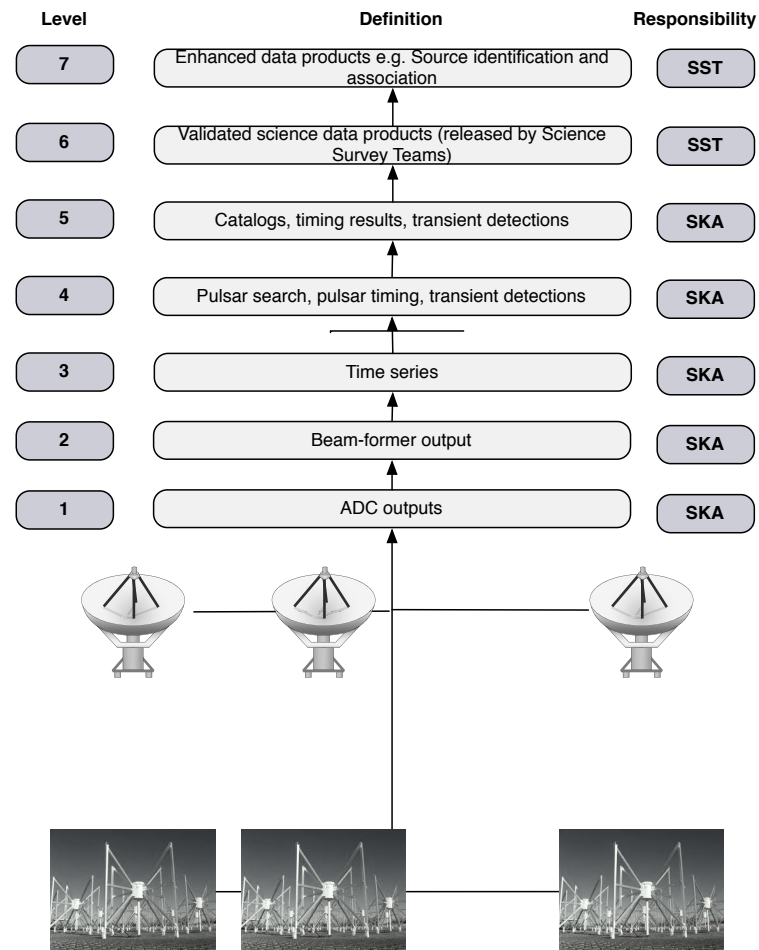 Level Definition Responsibility
7 Enhanced data products e.g. Source identification and SST
association
6 Validated science data products (released by Science SST
Survey Teams)
5 Catalogs, timing results, transient detections SKA
4 Pulsar search, pulsar timing, transient detections SKA
3 Time series SKA
2 Beam-former output SKA
1 ADC outputs SKA